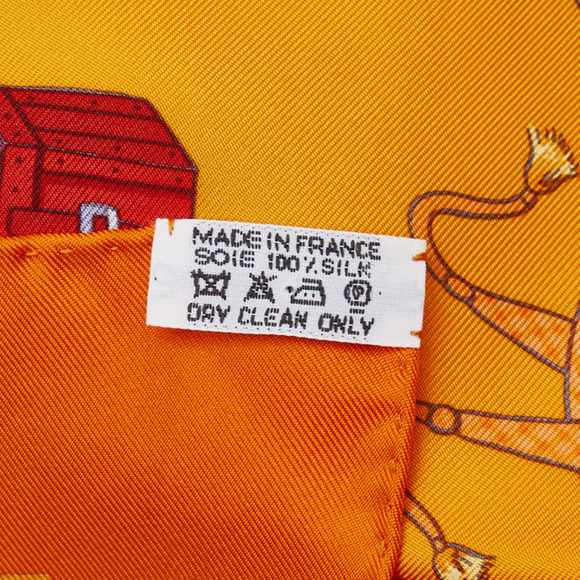 MADE IN FRANCE
SOIE 100% SILK
DRY CLEAN ONLY